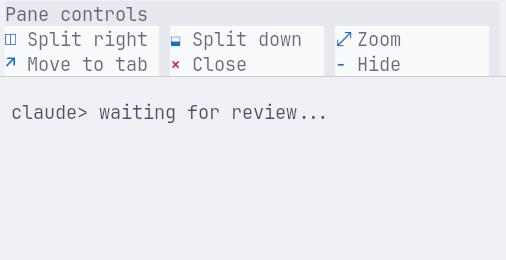 Pane controls
Split right Split down Zoom
Move to tab × Close - Hide
claude> waiting for review...